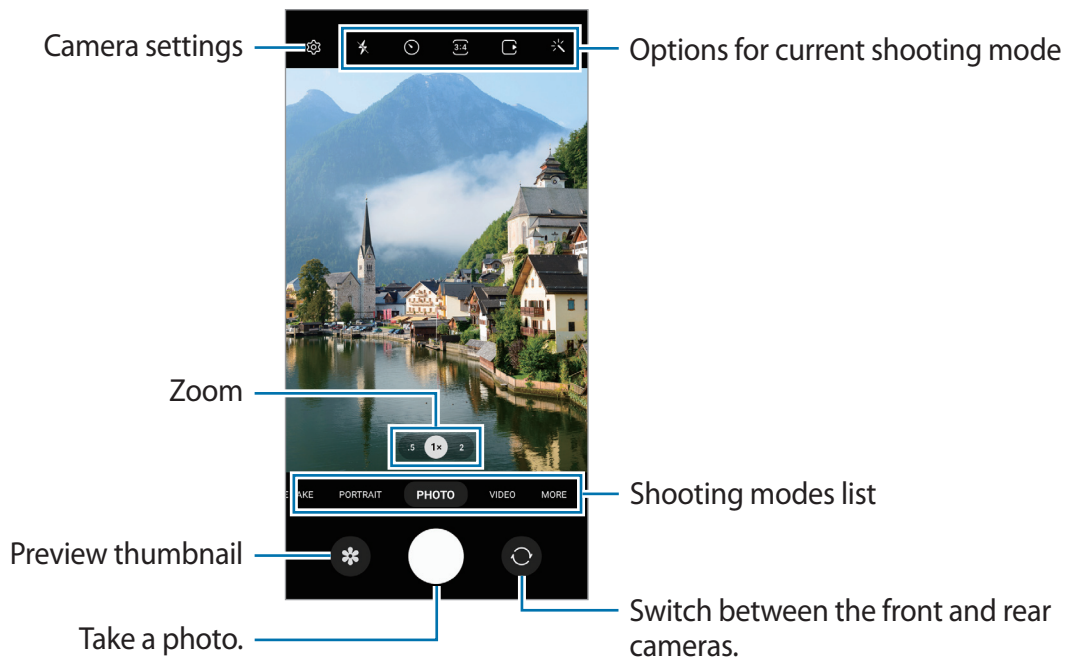 Camera settings
Options for current shooting mode
3:4
Zoom
.5 1× 2
AKE PORTRAIT PHOTO VIDEO MORE
Shooting modes list
Preview thumbnail
Take a photo.
Switch between the front and rear
cameras.